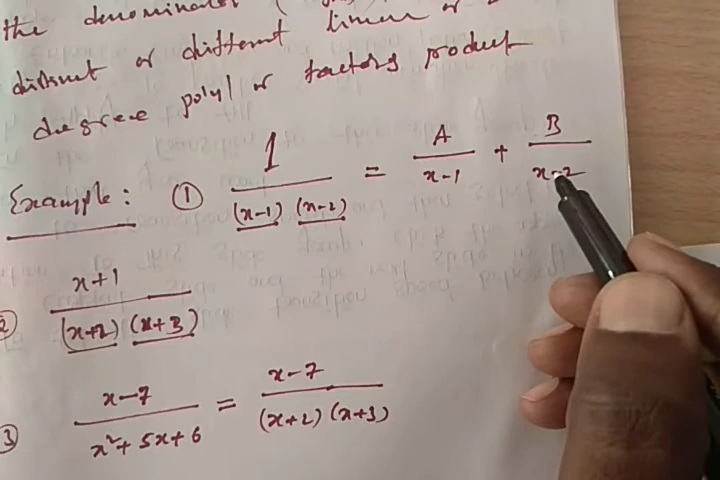 the denominator
distinct or different linear or
degree polyl or factors product
Example : ① 1 / (x-1) (x-2) = A / x-1 + B / x-2
② x+1 / (x+2) (x+3)
③ x-7 / x²+5x+6 = x-7 / (x+2) (x+3)